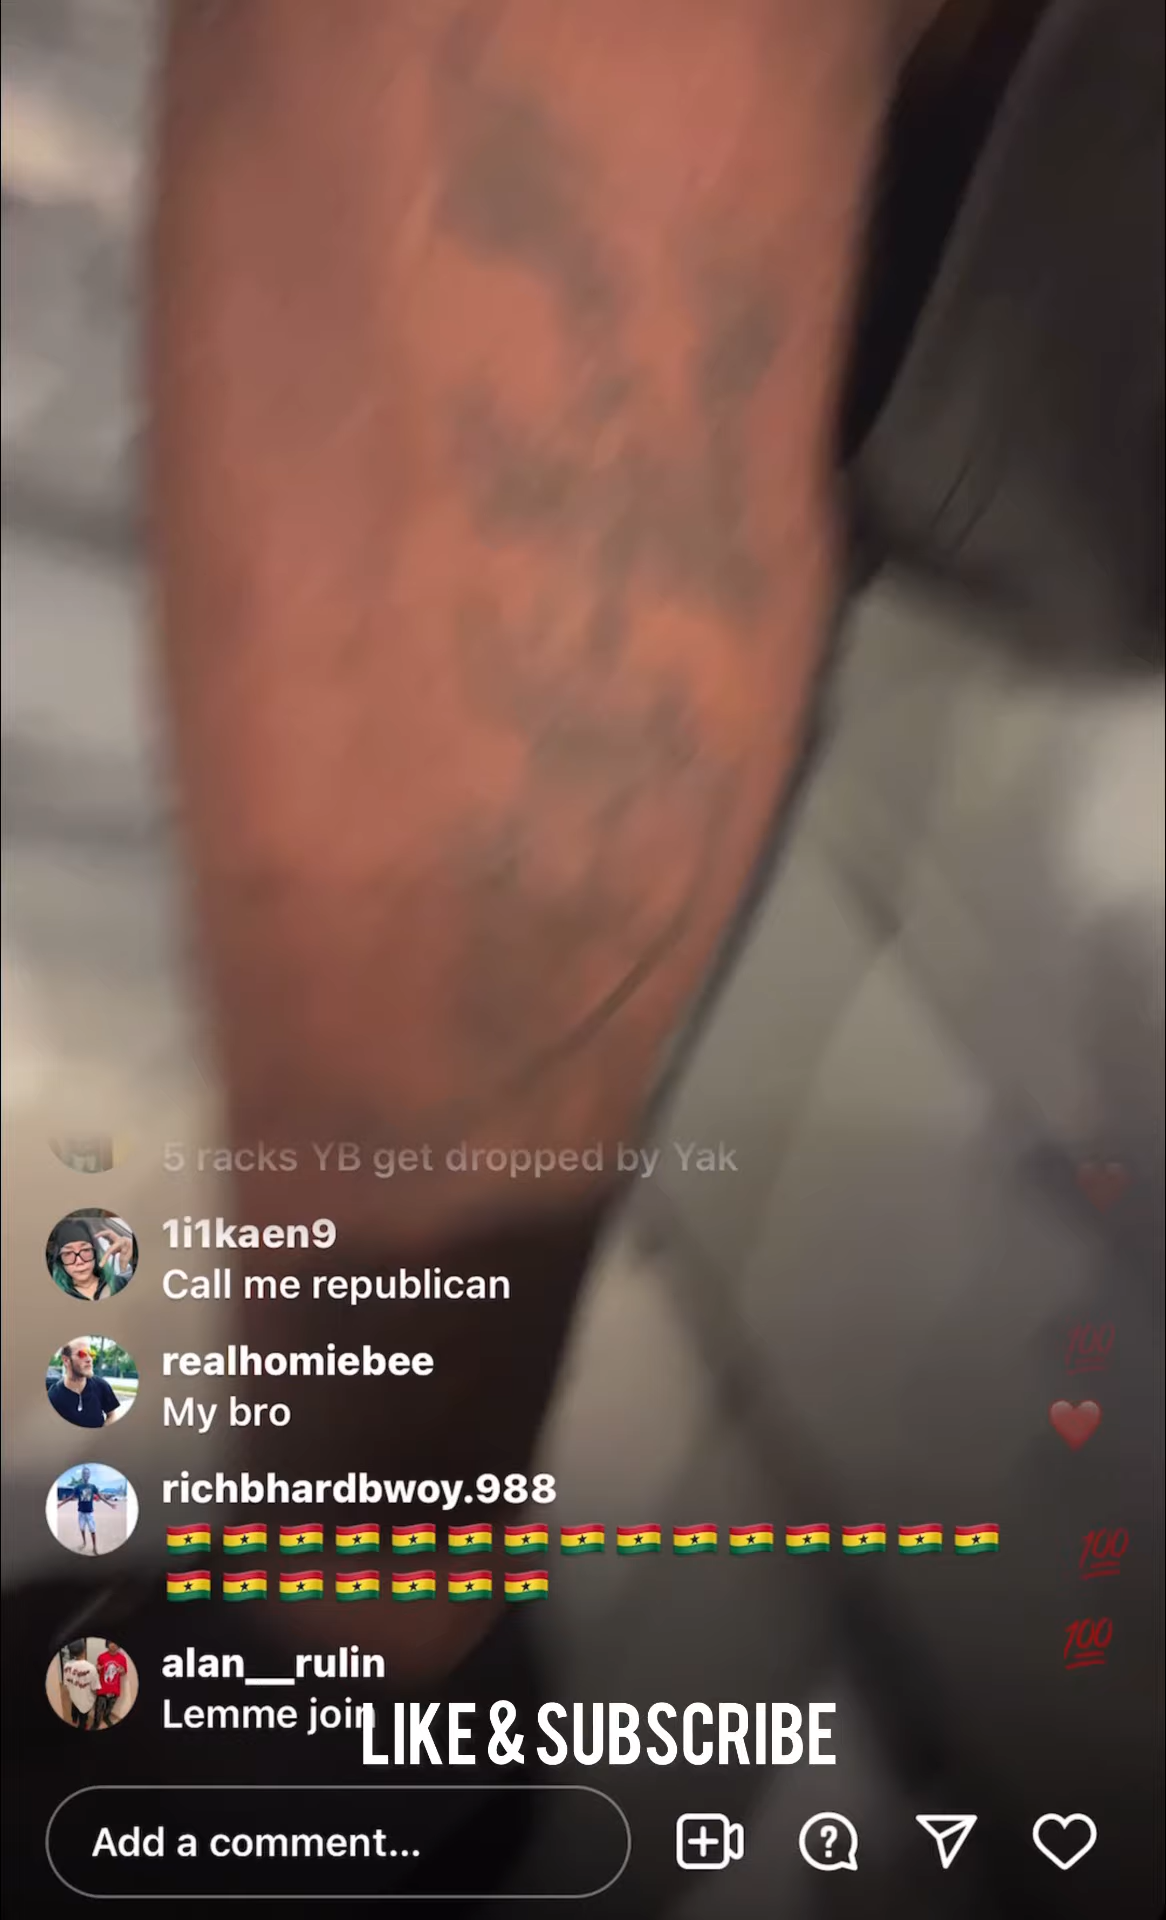 5 racks YB get dropped by Yak
1i1kaen9
Call me republican
realhomiebee
My bro
richbhardbwoy.988
🇬🇭🇬🇭🇬🇭🇬🇭🇬🇭🇬🇭🇬🇭🇬🇭🇬🇭🇬🇭🇬🇭🇬🇭🇬🇭🇬🇭🇬🇭
🇬🇭🇬🇭🇬🇭🇬🇭🇬🇭🇬🇭🇬🇭
alan__rulin
Lemme join
LIKE & SUBSCRIBE
Add a comment...